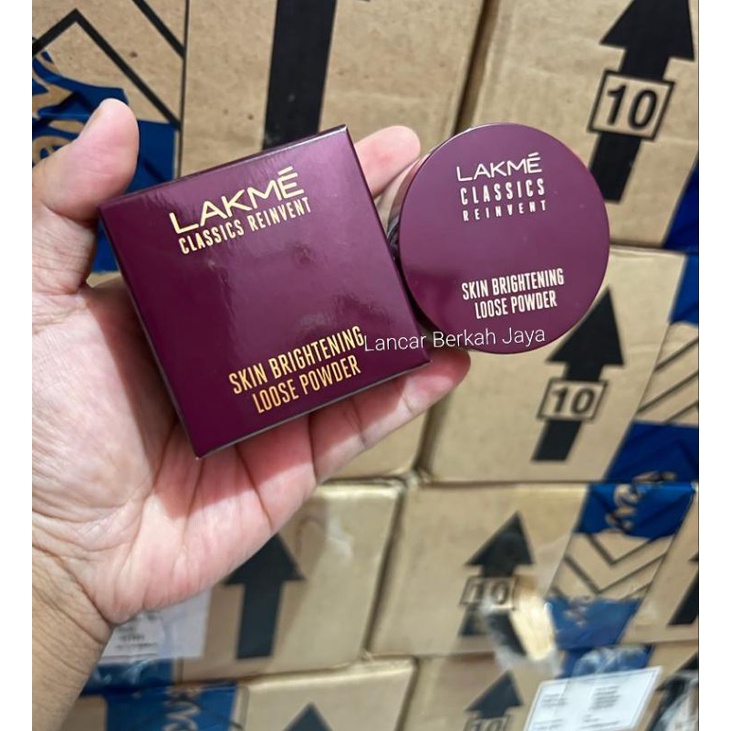 LAKMÉ
CLASSICS REINVENT
SKIN BRIGHTENING
LOOSE POWDER
LAKMÉ
CLASSICS
REINVENT
SKIN BRIGHTENING
LOOSE POWDER
Lancar Berkah Jaya
10
10
10
10